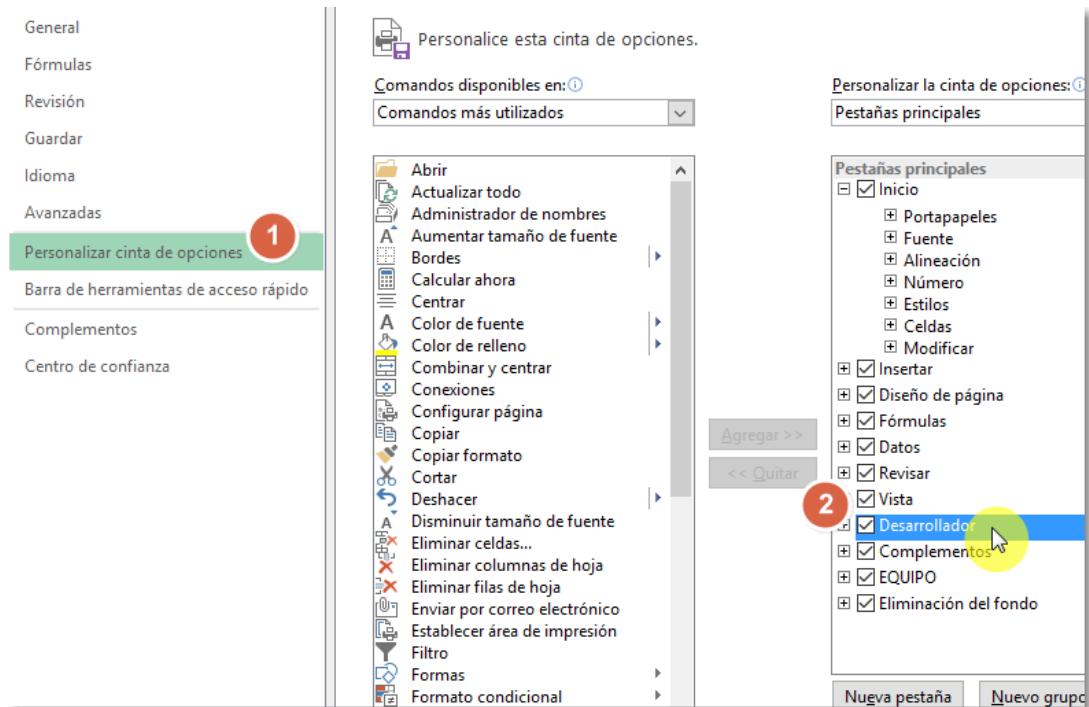 General
Fórmulas
Revisión
Guardar
Idioma
Avanzadas
1
Personalizar cinta de opciones
Barra de herramientas de acceso rápido
Complementos
Centro de confianza
Personalice esta cinta de opciones.
Comandos disponibles en:
Comandos más utilizados
Abrir
Actualizar todo
Administrador de nombres
Aumentar tamaño de fuente
Bordes
Calcular ahora
Centrar
Color de fuente
Color de relleno
Combinar y centrar
Conexiones
Configurar página
Copiar
Copiar formato
Cortar
Deshacer
Disminuir tamaño de fuente
Eliminar celdas...
Eliminar columnas de hoja
Eliminar filas de hoja
Enviar por correo electrónico
Establecer área de impresión
Filtro
Formas
Formato condicional
Agregar >>
<< Quitar
Personalizar la cinta de opciones:
Pestañas principales
Pestañas principales
Inicio
Portapapeles
Fuente
Alineación
Número
Estilos
Celdas
Modificar
Insertar
Diseño de página
Fórmulas
Datos
Revisar
2
Vista
Desarrollador
Complementos
EQUIPO
Eliminación del fondo
Nueva pestaña
Nuevo grupo